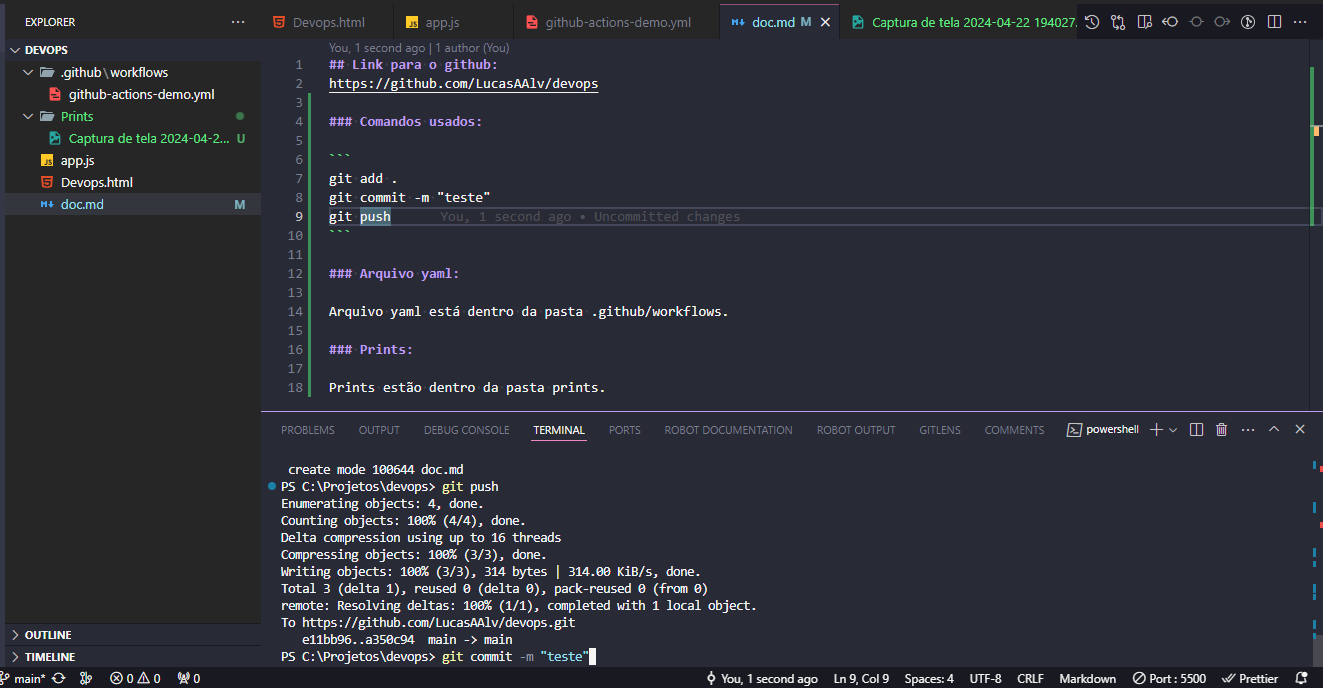 EXPLORER
Devops.html
app.js
github-actions-demo.yml
doc.md M
Captura de tela 2024-04-22 194027.
DEVOPS
.github\workflows
github-actions-demo.yml
Prints
Captura de tela 2024-04-2... U
app.js
Devops.html
doc.md M
OUTLINE
TIMELINE
You, 1 second ago | 1 author (You)
1 ## Link para o github:
2 https://github.com/LucasAAlv/devops
3
4 ### Comandos usados:
5
6 ```
7 git add .
8 git commit -m "teste"
9 git push You, 1 second ago • Uncommitted changes
10 ```
11
12 ### Arquivo yaml:
13
14 Arquivo yaml está dentro da pasta .github/workflows.
15
16 ### Prints:
17
18 Prints estão dentro da pasta prints.
PROBLEMS OUTPUT DEBUG CONSOLE TERMINAL PORTS ROBOT DOCUMENTATION ROBOT OUTPUT GITLENS COMMENTS powershell
create mode 100644 doc.md
PS C:\Projetos\devops> git push
Enumerating objects: 4, done.
Counting objects: 100% (4/4), done.
Delta compression using up to 16 threads
Compressing objects: 100% (3/3), done.
Writing objects: 100% (3/3), 314 bytes | 314.00 KiB/s, done.
Total 3 (delta 1), reused 0 (delta 0), pack-reused 0 (from 0)
remote: Resolving deltas: 100% (1/1), completed with 1 local object.
To https://github.com/LucasAAlv/devops.git
e11bb96..a350c94 main -> main
PS C:\Projetos\devops> git commit -m "teste"
main* 0 0 0 You, 1 second ago Ln 9, Col 9 Spaces: 4 UTF-8 CRLF Markdown Port : 5500 Prettier